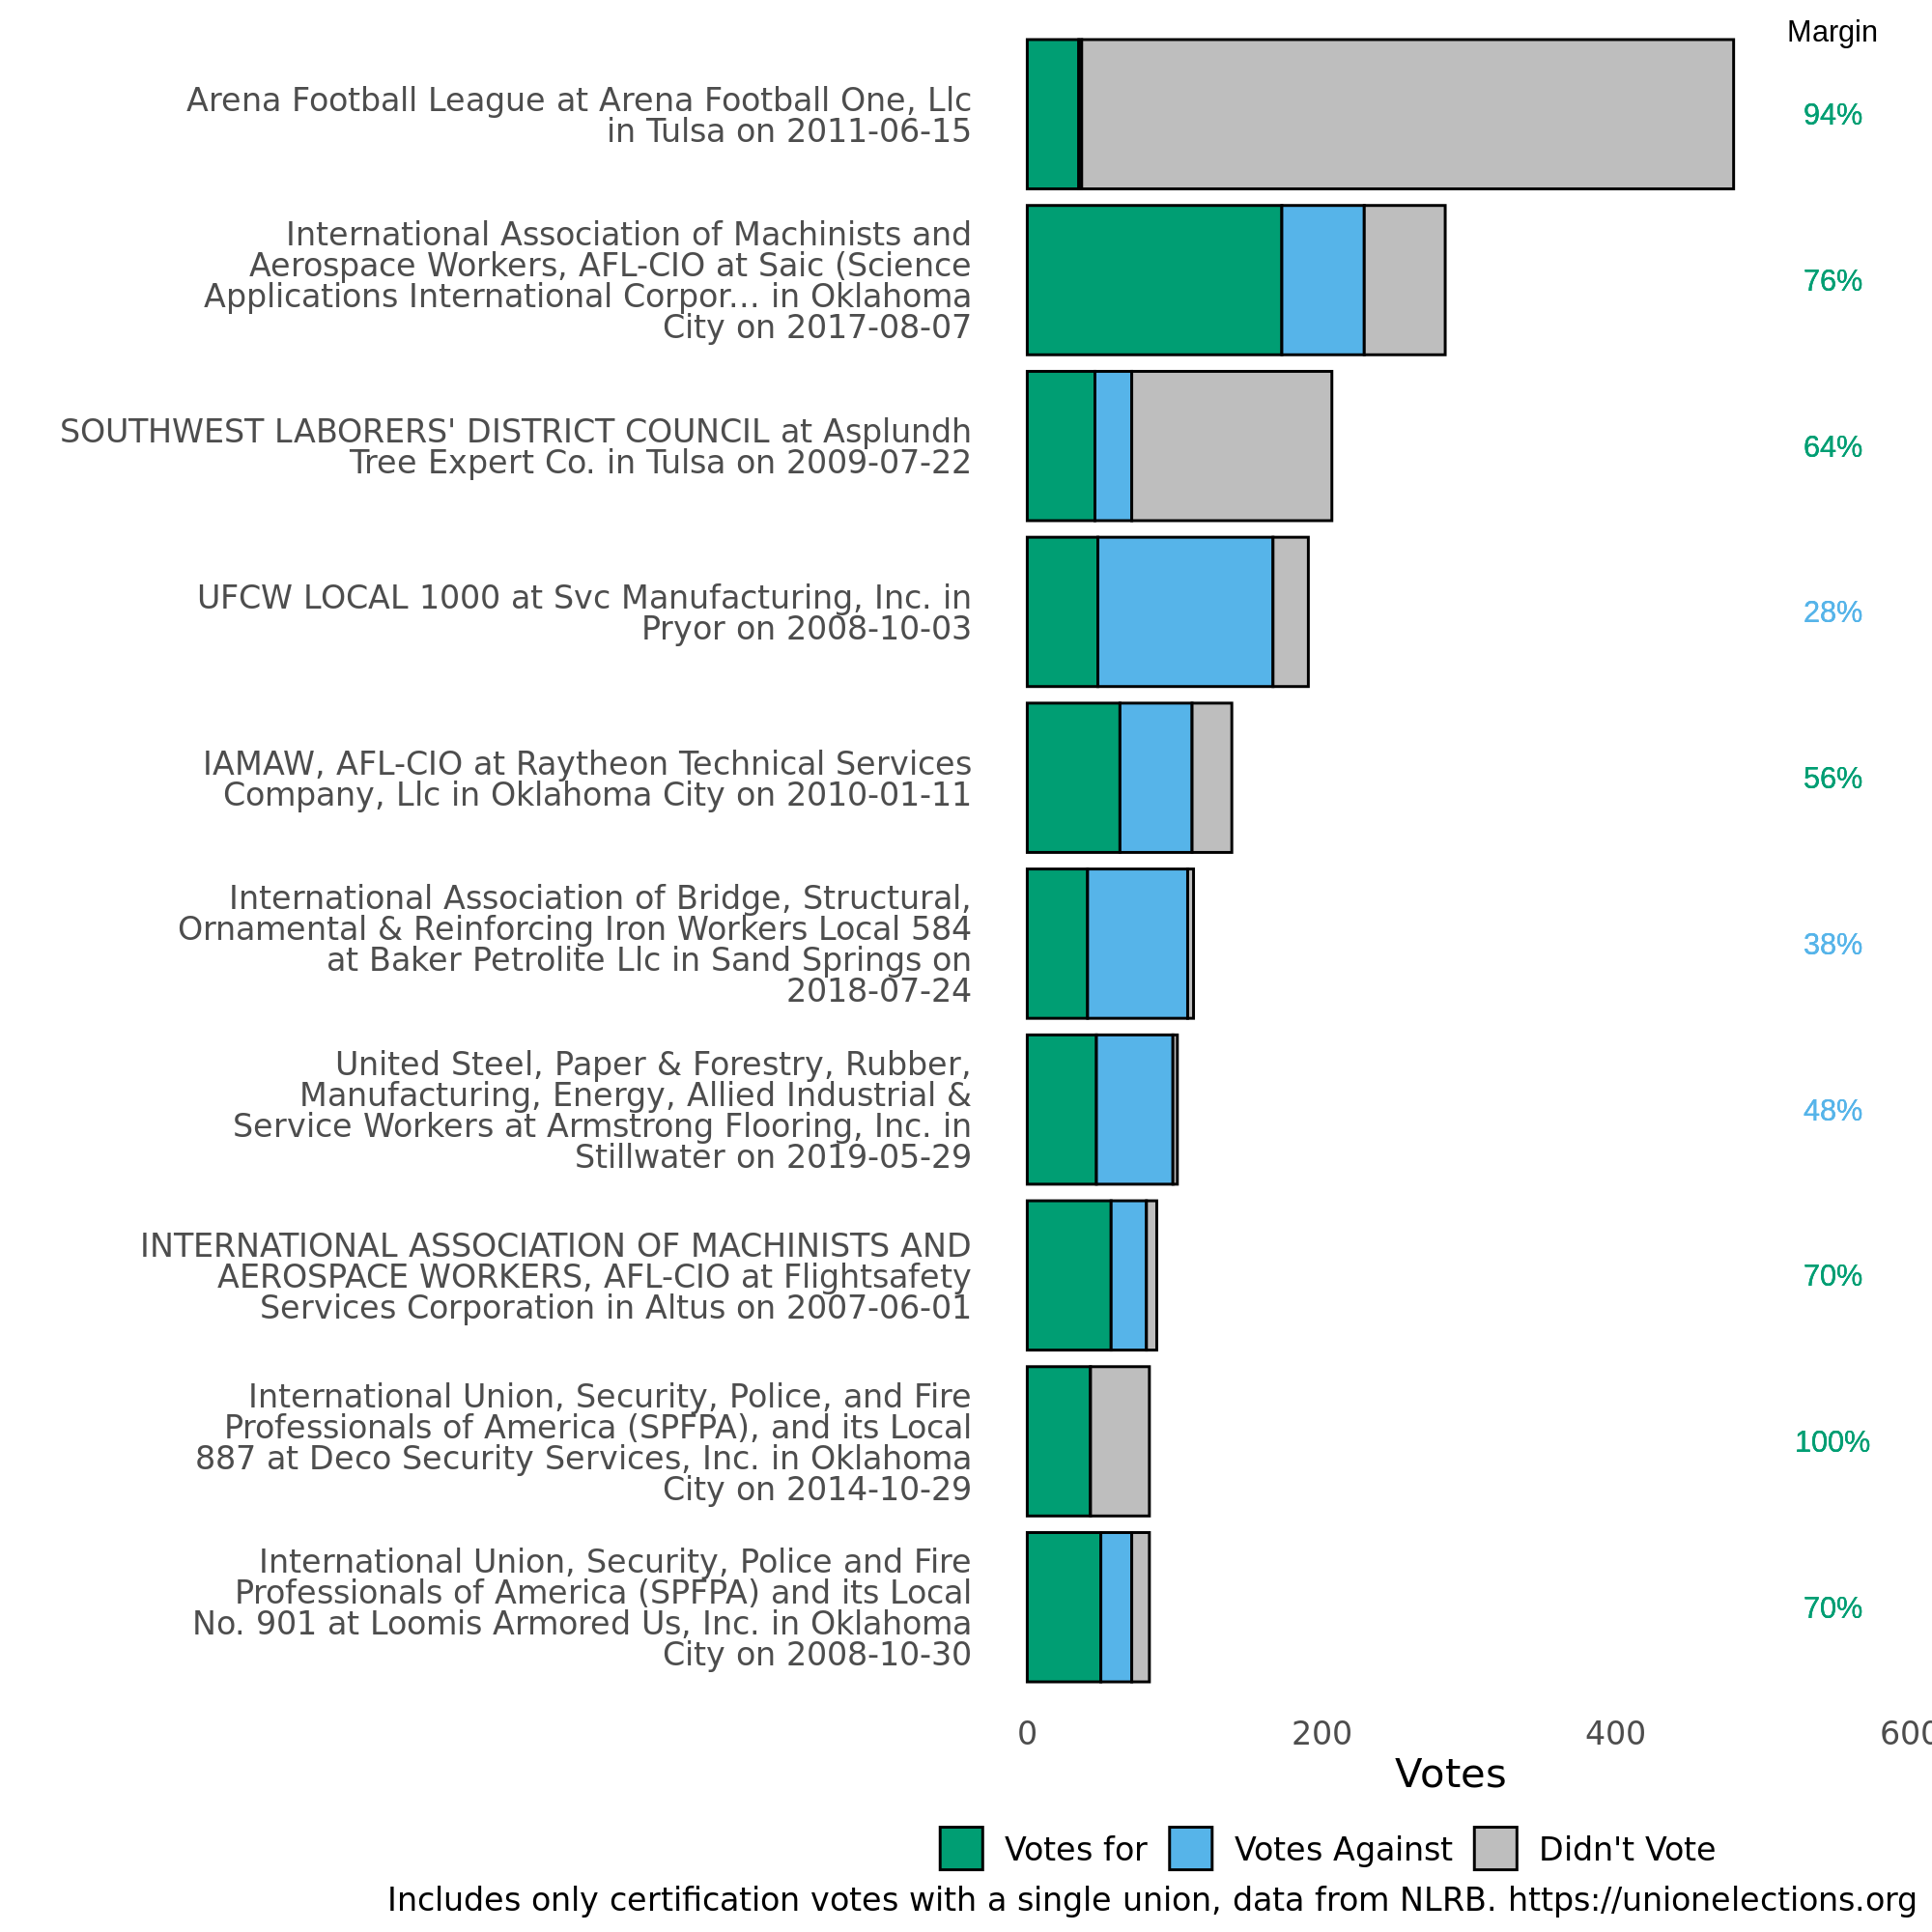 Margin
Arena Football League at Arena Football One, Llc
in Tulsa on 2011-06-15
94%
International Association of Machinists and
Aerospace Workers, AFL-CIO at Saic (Science
Applications International Corpor... in Oklahoma
City on 2017-08-07
76%
SOUTHWEST LABORERS' DISTRICT COUNCIL at Asplundh
Tree Expert Co. in Tulsa on 2009-07-22
64%
UFCW LOCAL 1000 at Svc Manufacturing, Inc. in
Pryor on 2008-10-03
28%
IAMAW, AFL-CIO at Raytheon Technical Services
Company, Llc in Oklahoma City on 2010-01-11
56%
International Association of Bridge, Structural,
Ornamental & Reinforcing Iron Workers Local 584
at Baker Petrolite Llc in Sand Springs on
2018-07-24
38%
United Steel, Paper & Forestry, Rubber,
Manufacturing, Energy, Allied Industrial &
Service Workers at Armstrong Flooring, Inc. in
Stillwater on 2019-05-29
48%
INTERNATIONAL ASSOCIATION OF MACHINISTS AND
AEROSPACE WORKERS, AFL-CIO at Flightsafety
Services Corporation in Altus on 2007-06-01
70%
International Union, Security, Police, and Fire
Professionals of America (SPFPA), and its Local
887 at Deco Security Services, Inc. in Oklahoma
City on 2014-10-29
100%
International Union, Security, Police and Fire
Professionals of America (SPFPA) and its Local
No. 901 at Loomis Armored Us, Inc. in Oklahoma
City on 2008-10-30
70%
0 200 400 600
Votes
Votes for Votes Against Didn't Vote
Includes only certification votes with a single union, data from NLRB. https://unionelections.org